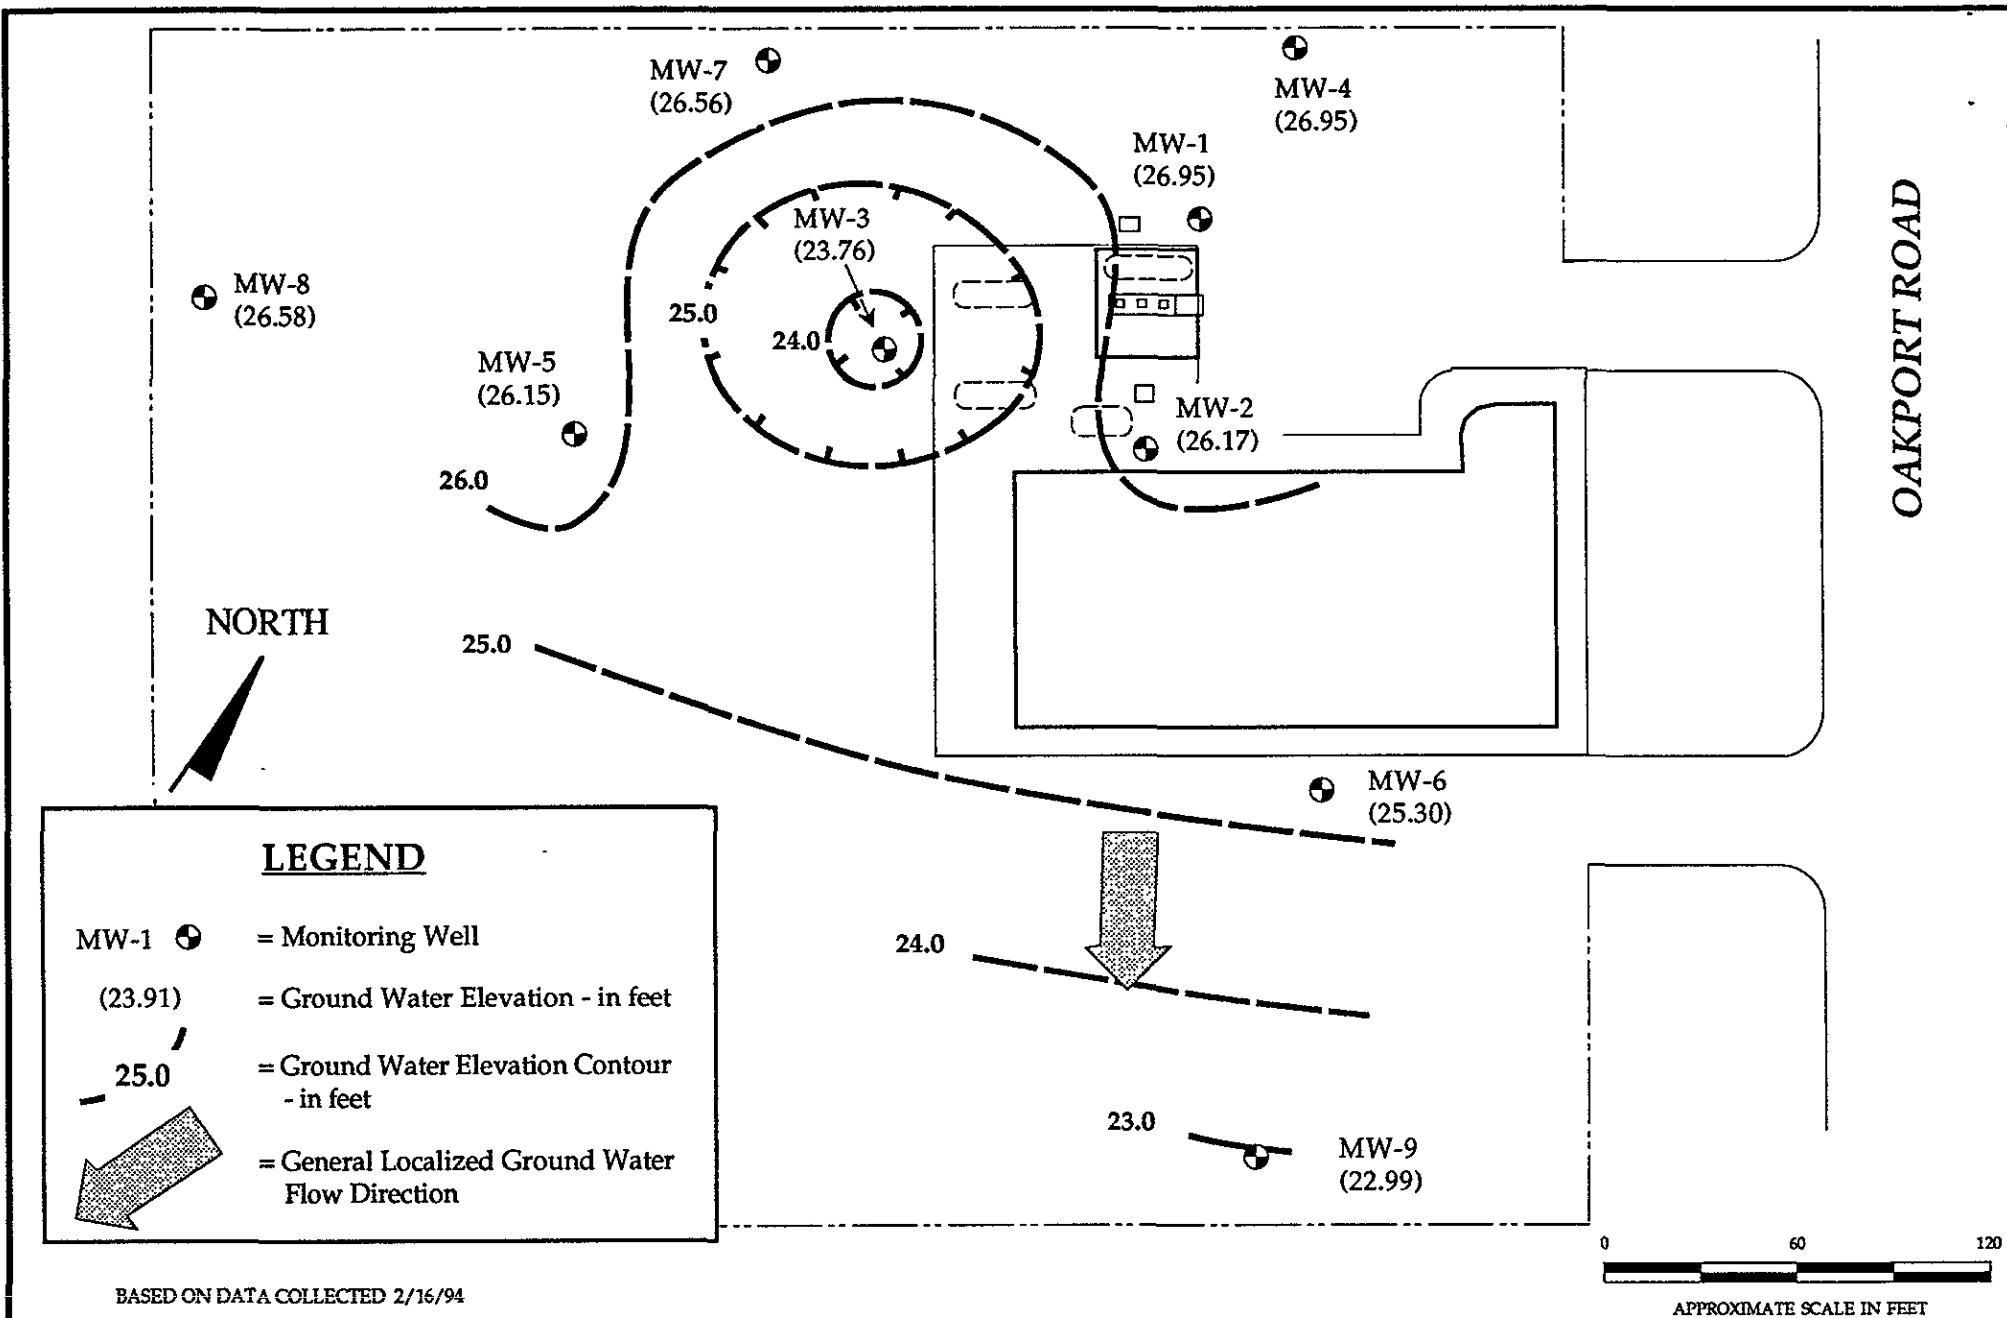 MW-7
(26.56)
MW-4
(26.95)
MW-1
(26.95)
MW-3
(23.76)
MW-8
(26.58)
25.0
24.0
MW-5
(26.15)
MW-2
(26.17)
26.0
OAKPORT ROAD
NORTH
25.0
MW-6
(25.30)
LEGEND
MW-1 = Monitoring Well
(23.91) = Ground Water Elevation - in feet
25.0 = Ground Water Elevation Contour
- in feet
= General Localized Ground Water
Flow Direction
24.0
23.0
MW-9
(22.99)
0 60 120
APPROXIMATE SCALE IN FEET
BASED ON DATA COLLECTED 2/16/94